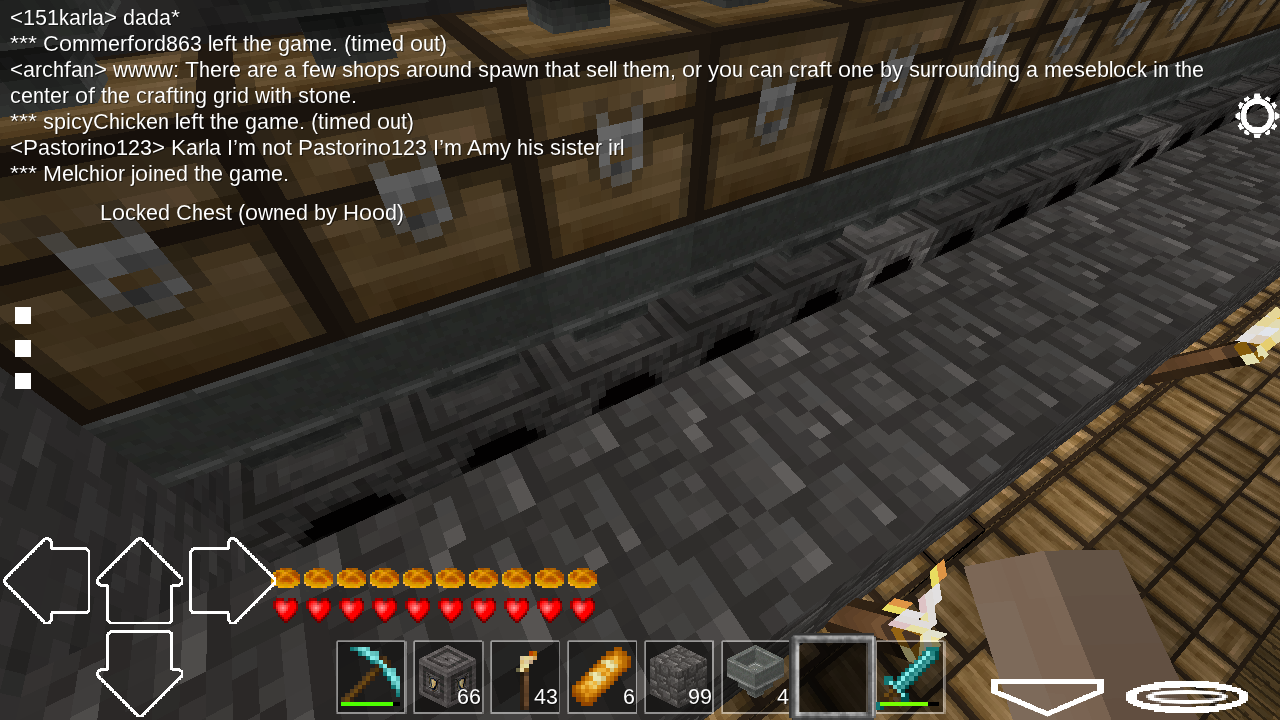 <151karla> dada*
*** Commerford863 left the game. (timed out)
<archfan> wwww: There are a few shops around spawn that sell them, or you can craft one by surrounding a meseblock in the
center of the crafting grid with stone.
*** spicyChicken left the game. (timed out)
<Pastorino123> Karla I’m not Pastorino123 I’m Amy his sister irl
*** Melchior joined the game.
Locked Chest (owned by Hood)
66 43 6 99 4